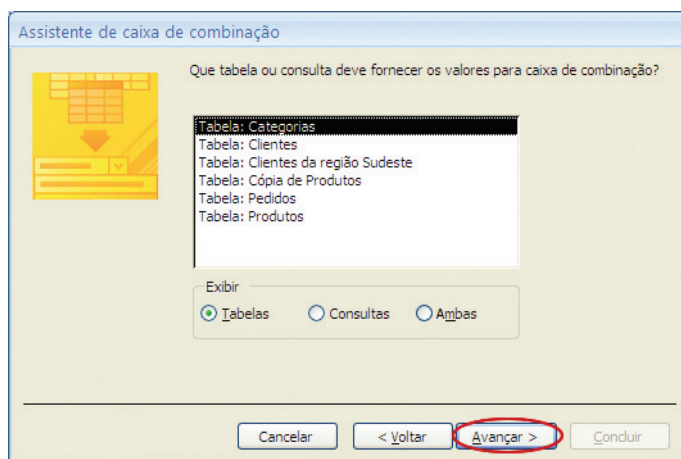 Assistente de caixa de combinação
Que tabela ou consulta deve fornecer os valores para caixa de combinação?
Tabela: Categorias
Tabela: Clientes
Tabela: Clientes da região Sudeste
Tabela: Cópia de Produtos
Tabela: Pedidos
Tabela: Produtos
Exibir
Tabelas Consultas Ambas
Cancelar < Voltar Avançar > Concluir